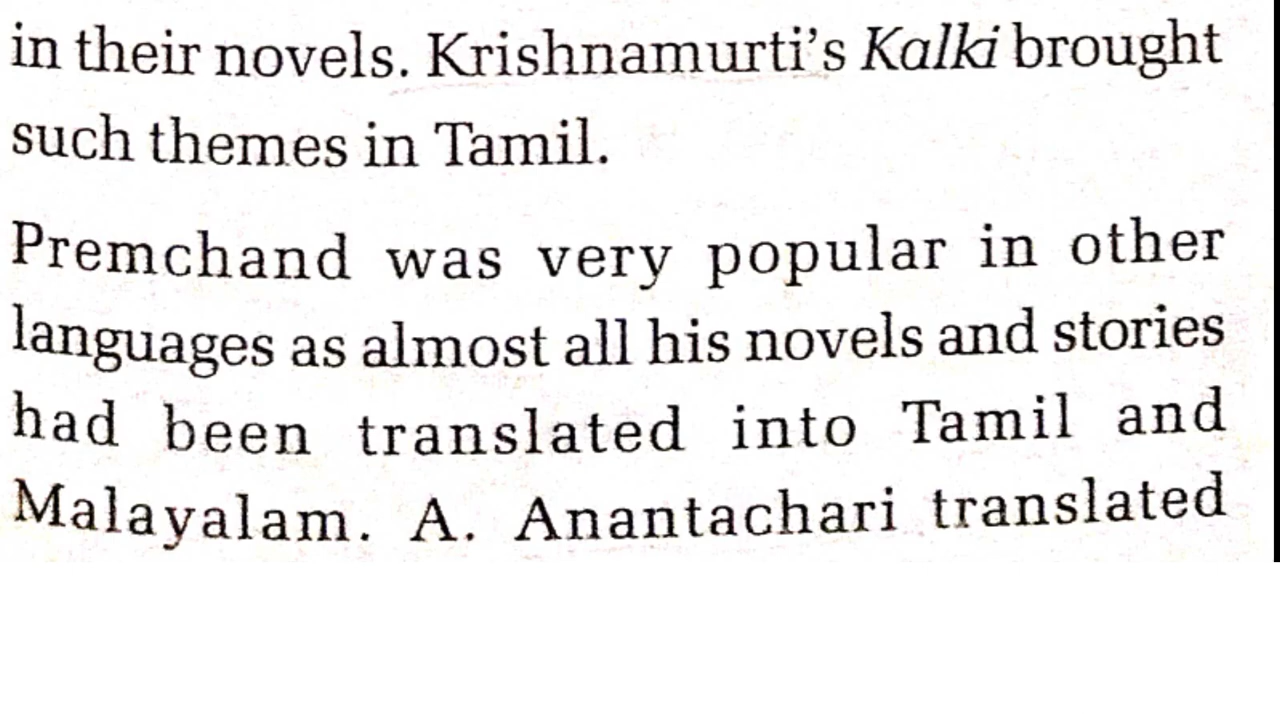 in their novels. Krishnamurti's Kalki brought
such themes in Tamil.
Premchand was very popular in other
languages as almost all his novels and stories
had been translated into Tamil and
Malayalam. A. Anantachari translated